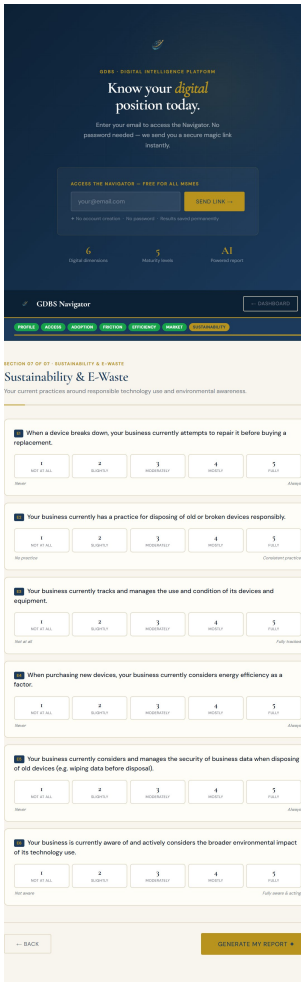 GDBS · DIGITAL INTELLIGENCE PLATFORM
Know your digital
position today.
Enter your email to access the Navigator. No
password needed — we send you a secure magic link
instantly.
ACCESS THE NAVIGATOR — FREE FOR ALL MSMES
your@email.com
SEND LINK →
No account creation · No password · Results saved permanently
6
5
AI
Digital dimensions
Maturity levels
Powered report
GDBS Navigator
← DASHBOARD
PROFILE
ACCESS
ADOPTION
FRICTION
EFFICIENCY
MARKET
SUSTAINABILITY
SECTION 07 OF 07 · SUSTAINABILITY & E-WASTE
Sustainability & E-Waste
Your current practices around responsible technology use and environmental awareness.
When a device breaks down, your business currently attempts to repair it before buying a
replacement.
1
2
3
4
5
NOT AT ALL
SLIGHTLY
MODERATELY
MOSTLY
FULLY
Never
Always
Your business currently has a practice for disposing of old or broken devices responsibly.
1
2
3
4
5
NOT AT ALL
SLIGHTLY
MODERATELY
MOSTLY
FULLY
No practice
Consistent practice
Your business currently tracks and manages the use and condition of its devices and
equipment.
1
2
3
4
5
NOT AT ALL
SLIGHTLY
MODERATELY
MOSTLY
FULLY
Not at all
Fully tracked
When purchasing new devices, your business currently considers energy efficiency as a
factor.
1
2
3
4
5
NOT AT ALL
SLIGHTLY
MODERATELY
MOSTLY
FULLY
Never
Always
Your business currently considers and manages the security of business data when disposing
of old devices (e.g. wiping data before disposal).
1
2
3
4
5
NOT AT ALL
SLIGHTLY
MODERATELY
MOSTLY
FULLY
Never
Always
Your business is currently aware of and actively considers the broader environmental impact
of its technology use.
1
2
3
4
5
NOT AT ALL
SLIGHTLY
MODERATELY
MOSTLY
FULLY
Not aware
Fully aware & acting
← BACK
GENERATE MY REPORT